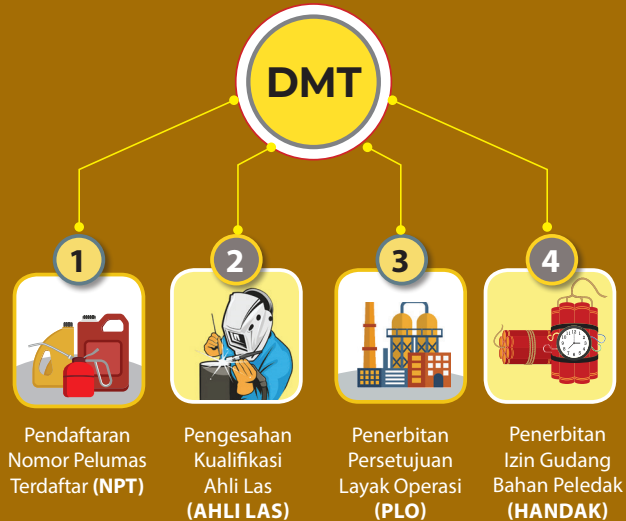 DMT
1
Pendaftaran
Nomor Pelumas
Terdaftar (NPT)
2
Pengesahan
Kualifikasi
Ahli Las
(AHLI LAS)
3
Penerbitan
Persetujuan
Layak Operasi
(PLO)
4
Penerbitan
Izin Gudang
Bahan Peledak
(HANDAK)